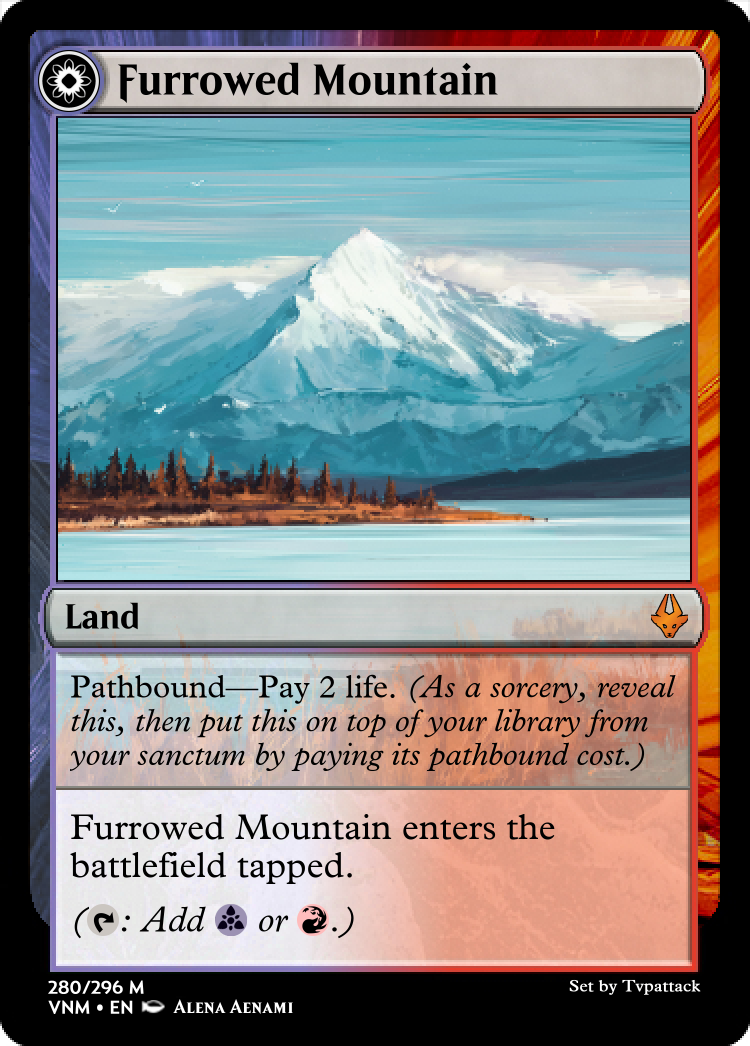 Furrowed Mountain
Land
Pathbound—Pay 2 life. (As a sorcery, reveal
this, then put this on top of your library from
your sanctum by paying its pathbound cost.)
Furrowed Mountain enters the
battlefield tapped.
(: Add or .)
280/296 M
Set by Tvpattack
VNM • EN Alena Aenami